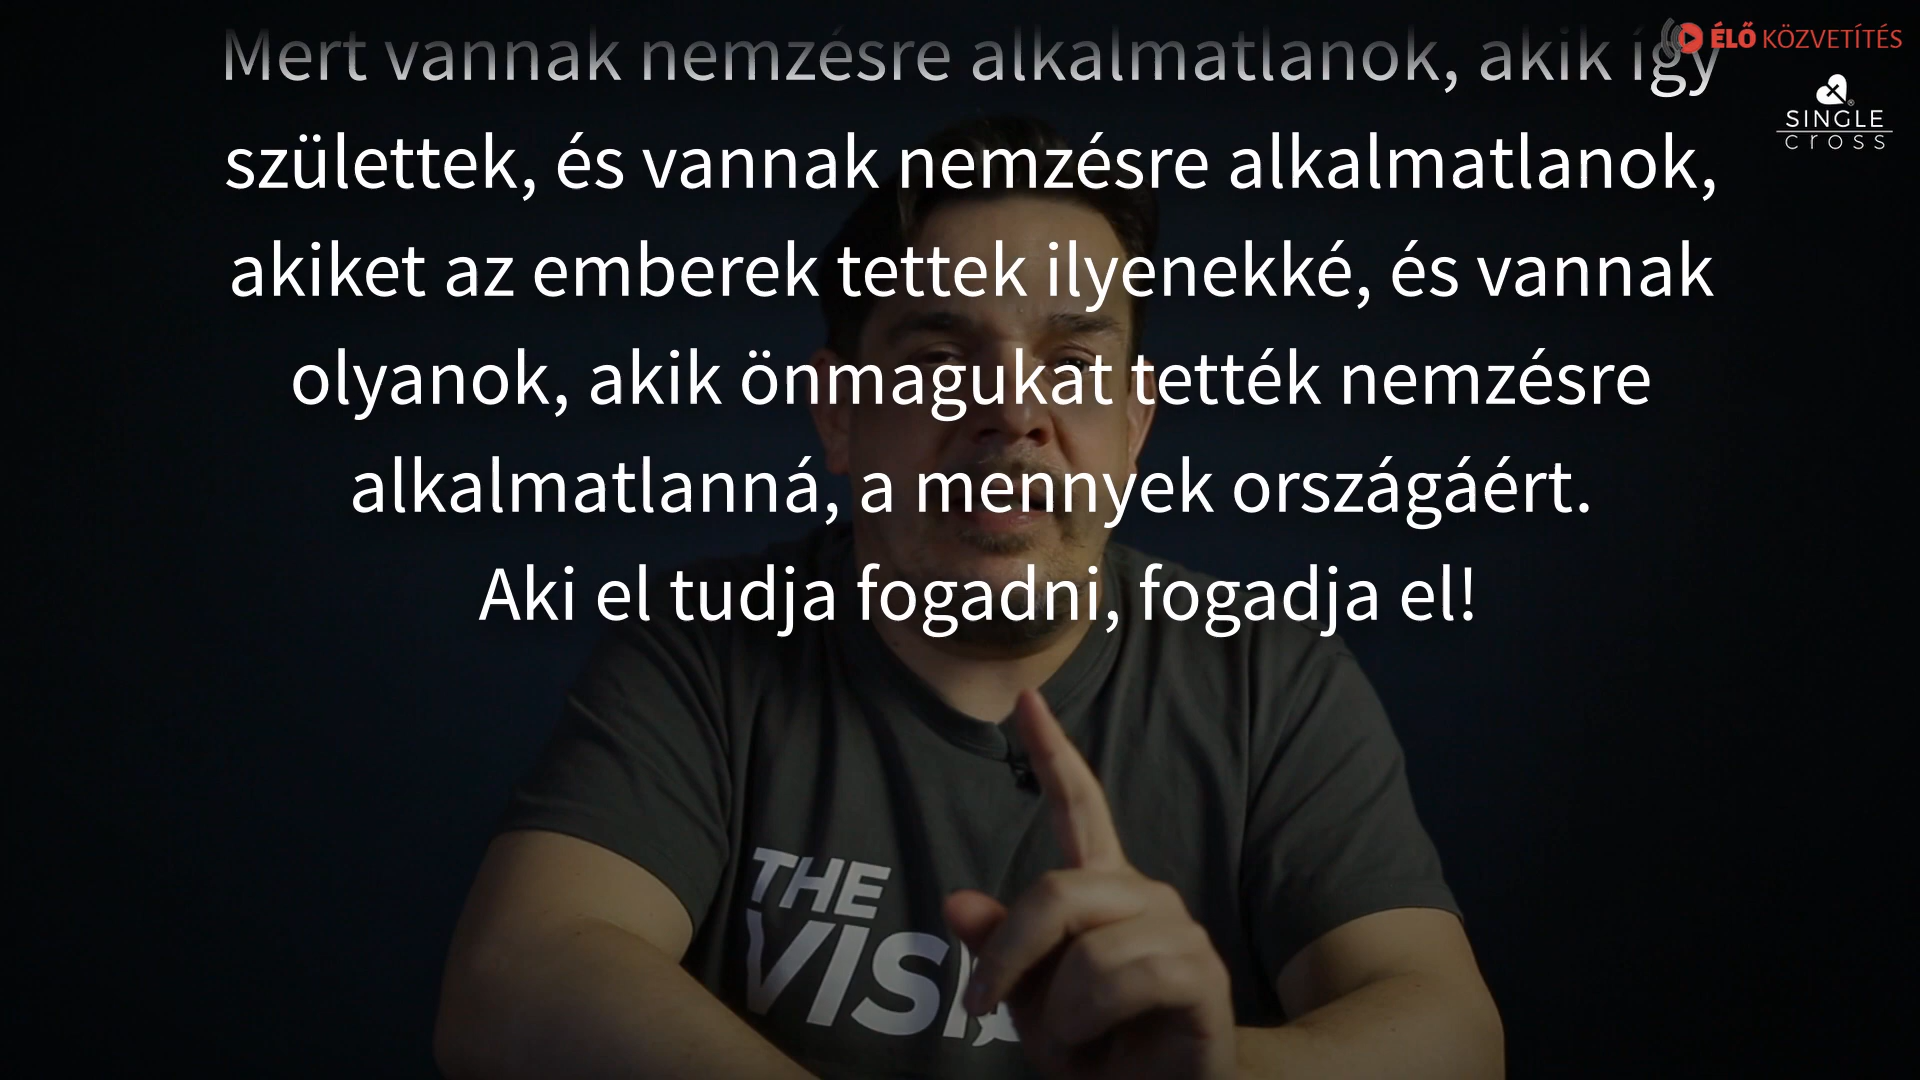 Mert vannak nemzésre alkalmatlanok, akik így
születtek, és vannak nemzésre alkalmatlanok,
akiket az emberek tettek ilyenekké, és vannak
olyanok, akik önmagukat tették nemzésre
alkalmatlanná, a mennyek országáért.
Aki el tudja fogadni, fogadja el!
ÉLŐ KÖZVETÍTÉS
SINGLE
CROSS
THE